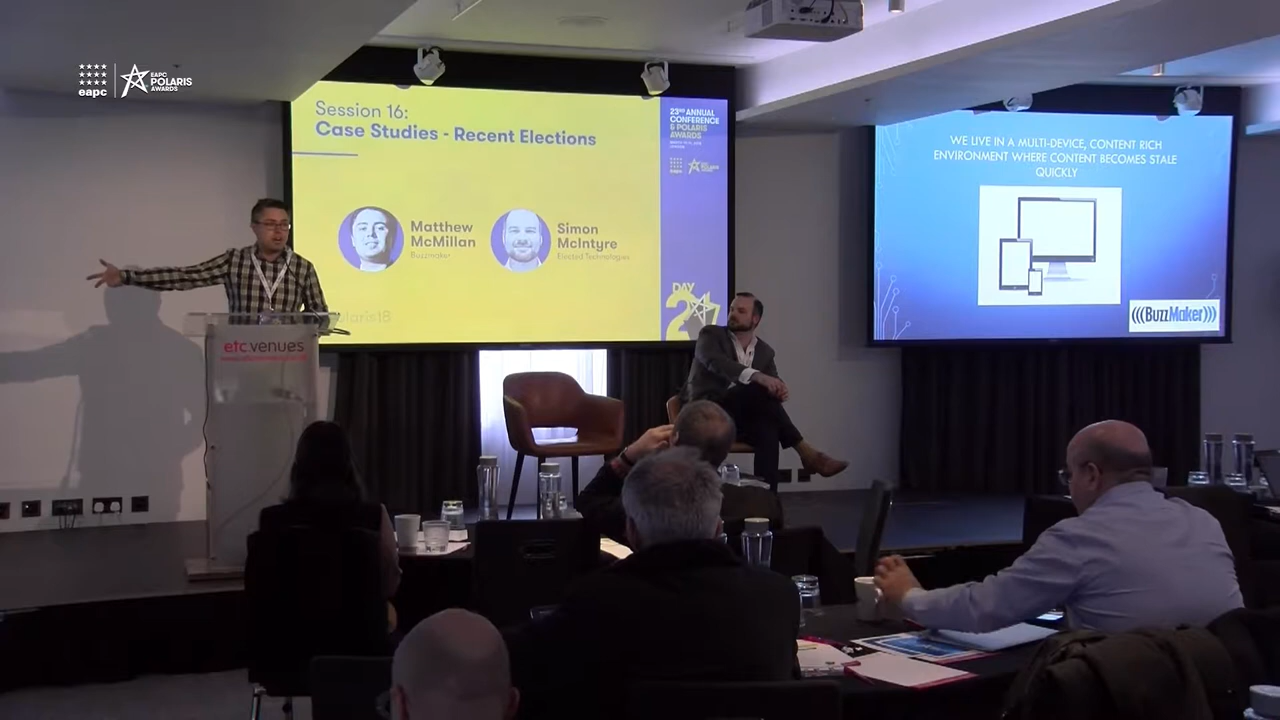 eapc
EAPC
POLARIS
AWARDS
Session 16:
Case Studies - Recent Elections
Matthew
McMillan
Buzzmaker
Simon
McIntyre
Elected Technologies
23RD ANNUAL
CONFERENCE
& POLARIS
AWARDS
eapc
DAY
2
WE LIVE IN A MULTI-DEVICE, CONTENT RICH
ENVIRONMENT WHERE CONTENT BECOMES STALE
QUICKLY
(((BuzzMaker)))
etc.venues